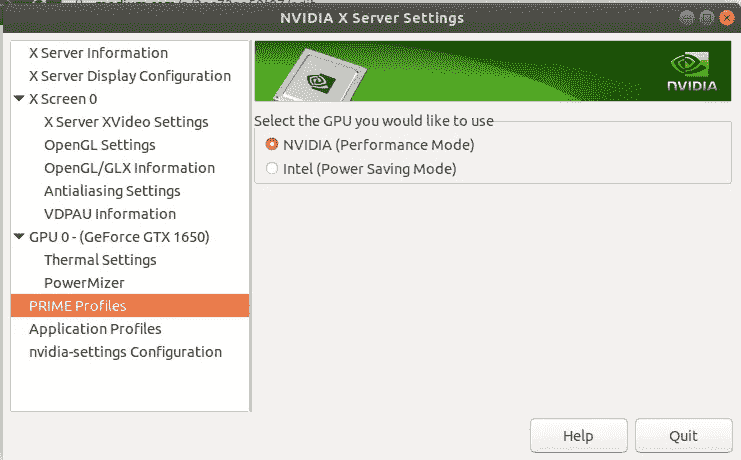 NVIDIA X Server Settings
X Server Information
X Server Display Configuration
X Screen 0
X Server XVideo Settings
OpenGL Settings
OpenGL/GLX Information
Antialiasing Settings
VDPAU Information
GPU 0 - (GeForce GTX 1650)
Thermal Settings
PowerMizer
PRIME Profiles
Application Profiles
nvidia-settings Configuration
NVIDIA
Select the GPU you would like to use
NVIDIA (Performance Mode)
Intel (Power Saving Mode)
Help
Quit